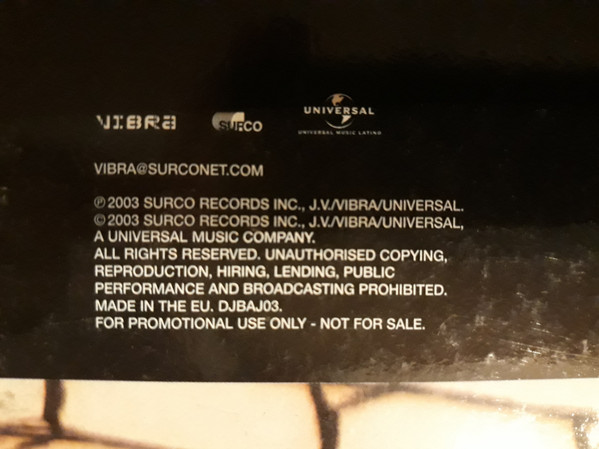 VIBRA SURCO UNIVERSAL
UNIVERSAL MUSIC LATINO
VIBRA@SURCONET.COM
℗ 2003 SURCO RECORDS INC., J.V./VIBRA/UNIVERSAL.
© 2003 SURCO RECORDS INC., J.V./VIBRA/UNIVERSAL,
A UNIVERSAL MUSIC COMPANY.
ALL RIGHTS RESERVED. UNAUTHORISED COPYING,
REPRODUCTION, HIRING, LENDING, PUBLIC
PERFORMANCE AND BROADCASTING PROHIBITED.
MADE IN THE EU. DJBAJ03.
FOR PROMOTIONAL USE ONLY - NOT FOR SALE.